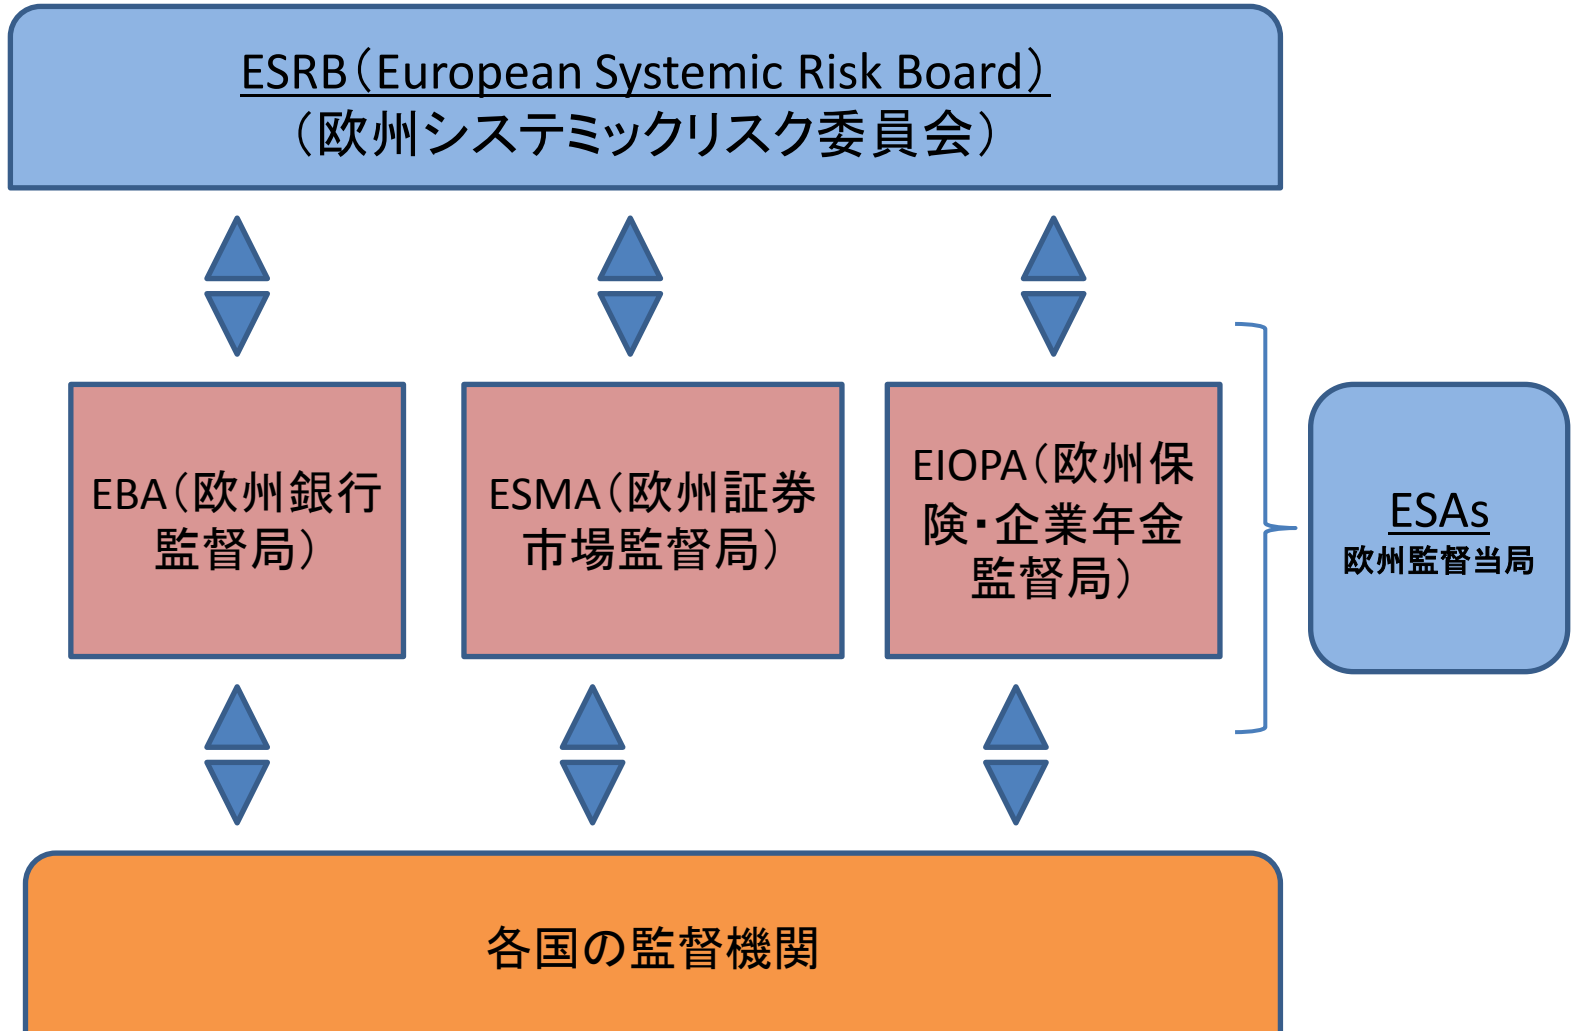 ESRB（European Systemic Risk Board）
（欧州システミックリスク委員会）
EBA（欧州銀行
監督局）
ESMA（欧州証券
市場監督局）
EIOPA（欧州保
険・企業年金
監督局）
ESAs
欧州監督当局
各国の監督機関